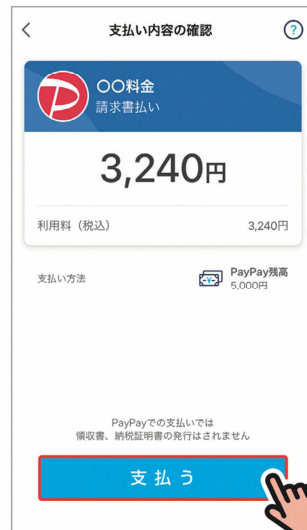 支払い内容の確認
?
〇〇料金
請求書払い
3,240円
利用料（税込） 3,240円
支払い方法 PayPay残高
5,000円
PayPayでの支払いでは
領収書、納税証明書の発行はされません
支払う